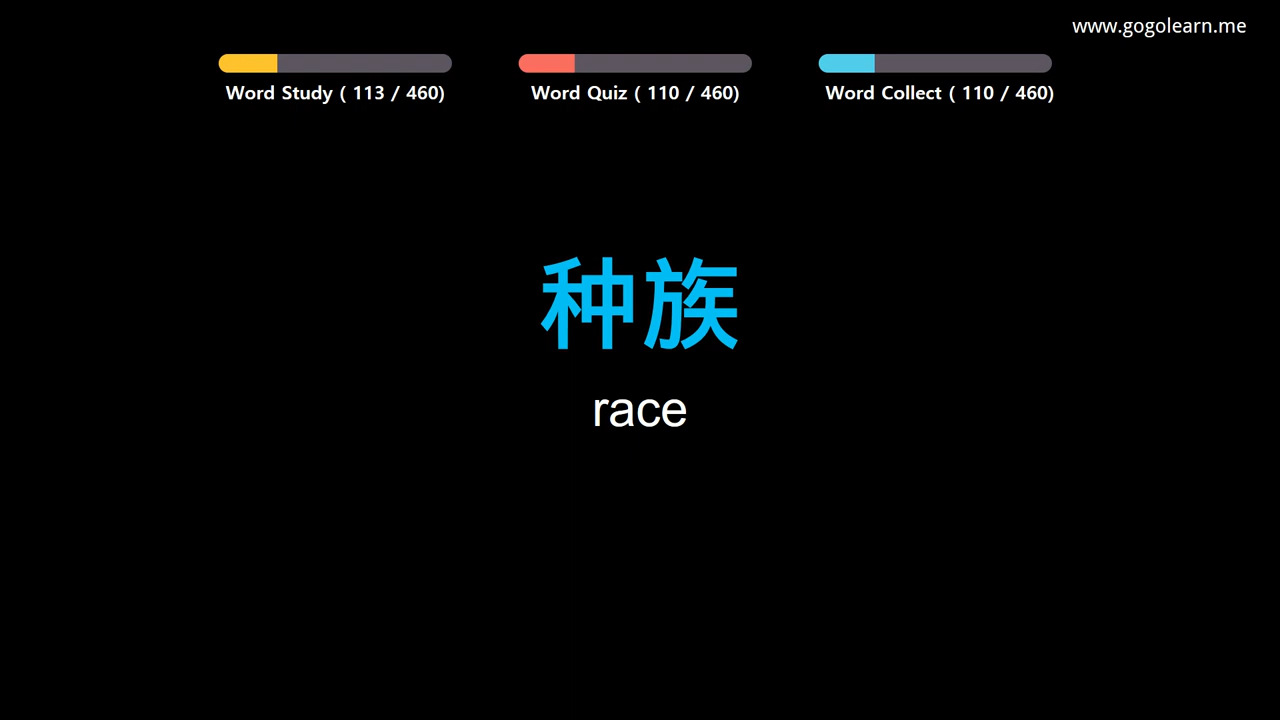 www.gogolearn.me
Word Study ( 113 / 460)
Word Quiz ( 110 / 460)
Word Collect ( 110 / 460)
种族
race